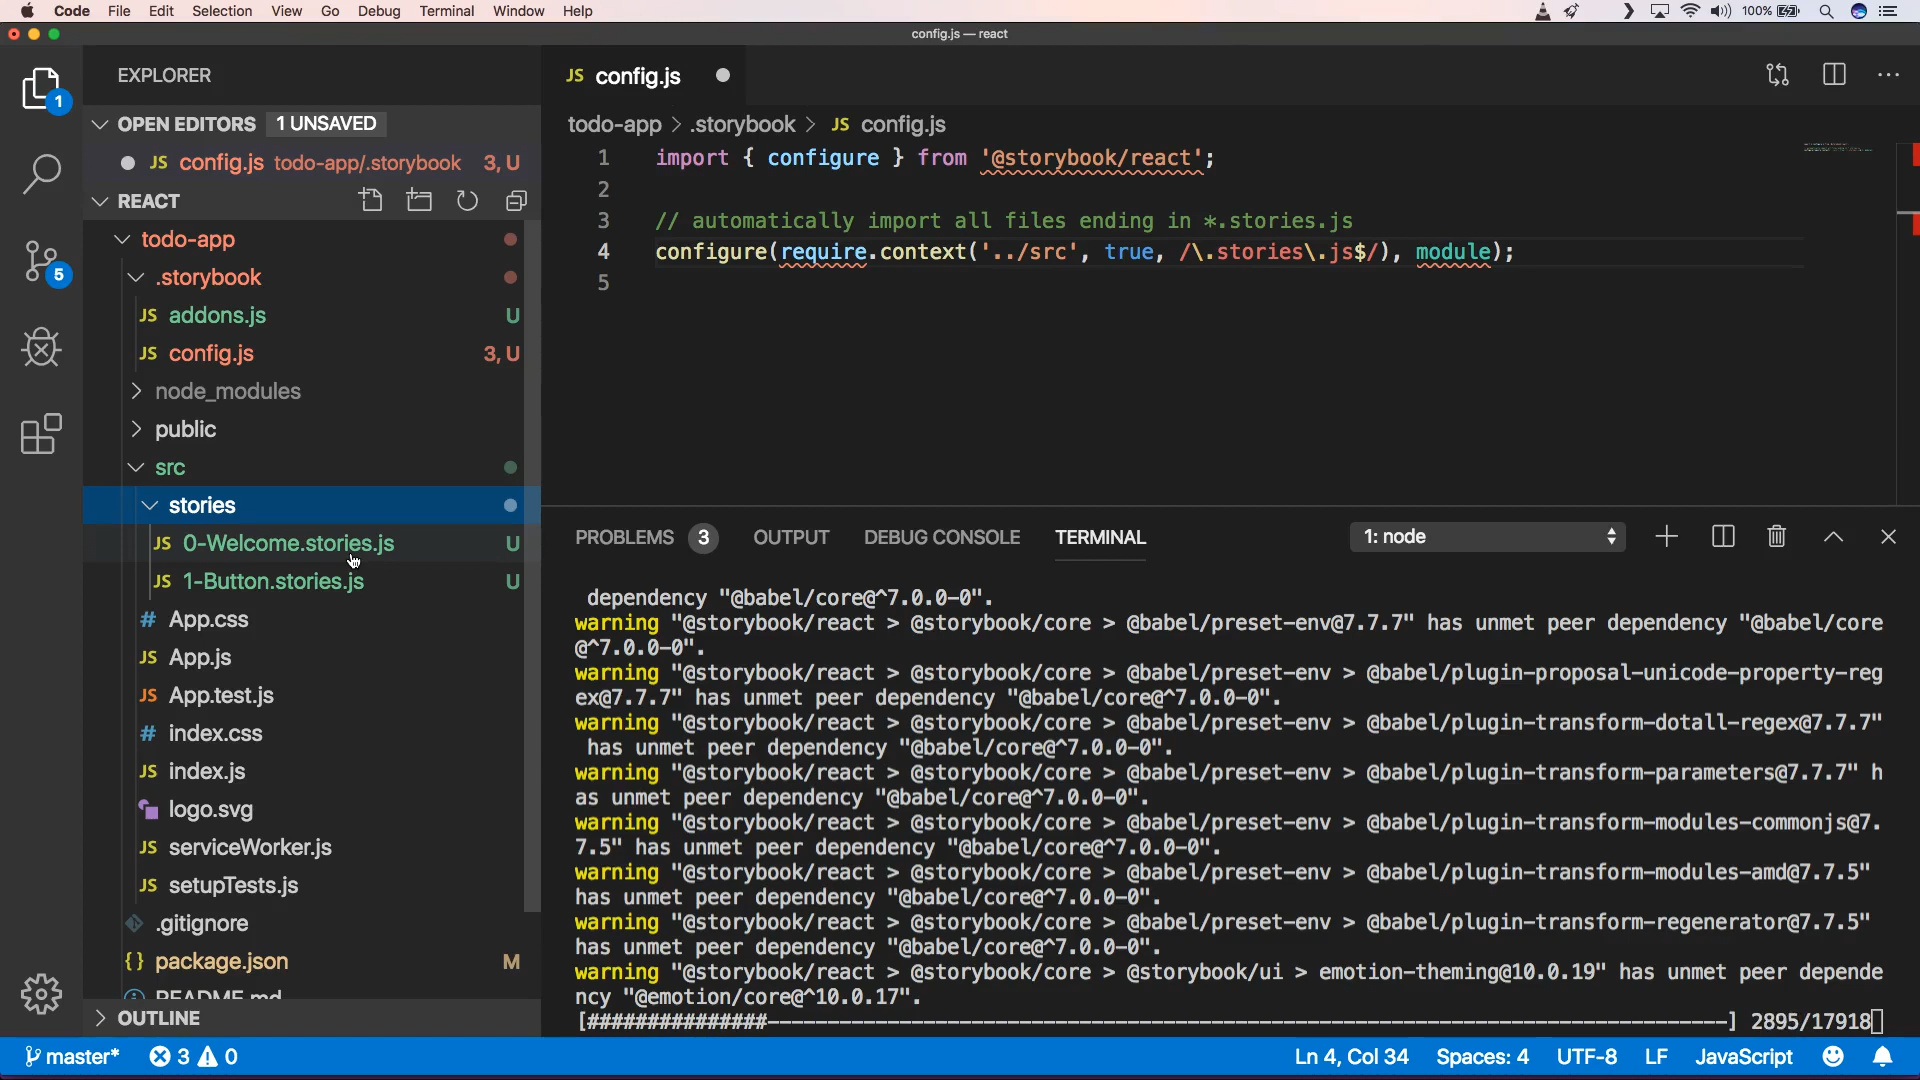 Code File Edit Selection View Go Debug Terminal Window Help
100%
config.js — react
EXPLORER
1
OPEN EDITORS 1 UNSAVED
JS config.js todo-app/.storybook 3, U
REACT
todo-app
.storybook
JS addons.js U
JS config.js 3, U
node_modules
public
src
stories
JS 0-Welcome.stories.js U
JS 1-Button.stories.js U
# App.css
JS App.js
JS App.test.js
# index.css
JS index.js
logo.svg
JS serviceWorker.js
JS setupTests.js
.gitignore
{} package.json M
README.md
OUTLINE
5
JS config.js
todo-app > .storybook > JS config.js
1 import { configure } from '@storybook/react';
2
3 // automatically import all files ending in *.stories.js
4 configure(require.context('../src', true, /\.stories\.js$/), module);
5
PROBLEMS 3 OUTPUT DEBUG CONSOLE TERMINAL 1: node
dependency "@babel/core@^7.0.0-0".
warning "@storybook/react > @storybook/core > @babel/preset-env@7.7.7" has unmet peer dependency "@babel/core
@^7.0.0-0".
warning "@storybook/react > @storybook/core > @babel/preset-env > @babel/plugin-proposal-unicode-property-reg
ex@7.7.7" has unmet peer dependency "@babel/core@^7.0.0-0".
warning "@storybook/react > @storybook/core > @babel/preset-env > @babel/plugin-transform-dotall-regex@7.7.7"
has unmet peer dependency "@babel/core@^7.0.0-0".
warning "@storybook/react > @storybook/core > @babel/preset-env > @babel/plugin-transform-parameters@7.7.7" h
as unmet peer dependency "@babel/core@^7.0.0-0".
warning "@storybook/react > @storybook/core > @babel/preset-env > @babel/plugin-transform-modules-commonjs@7.
7.5" has unmet peer dependency "@babel/core@^7.0.0-0".
warning "@storybook/react > @storybook/core > @babel/preset-env > @babel/plugin-transform-modules-amd@7.7.5"
has unmet peer dependency "@babel/core@^7.0.0-0".
warning "@storybook/react > @storybook/core > @babel/preset-env > @babel/plugin-transform-regenerator@7.7.5"
has unmet peer dependency "@babel/core@^7.0.0-0".
warning "@storybook/react > @storybook/core > @storybook/ui > emotion-theming@10.0.19" has unmet peer depende
ncy "@emotion/core@^10.0.17".
[###############--------------------------------------------------------------------------------] 2895/17918
master* 3 0 Ln 4, Col 34 Spaces: 4 UTF-8 LF JavaScript